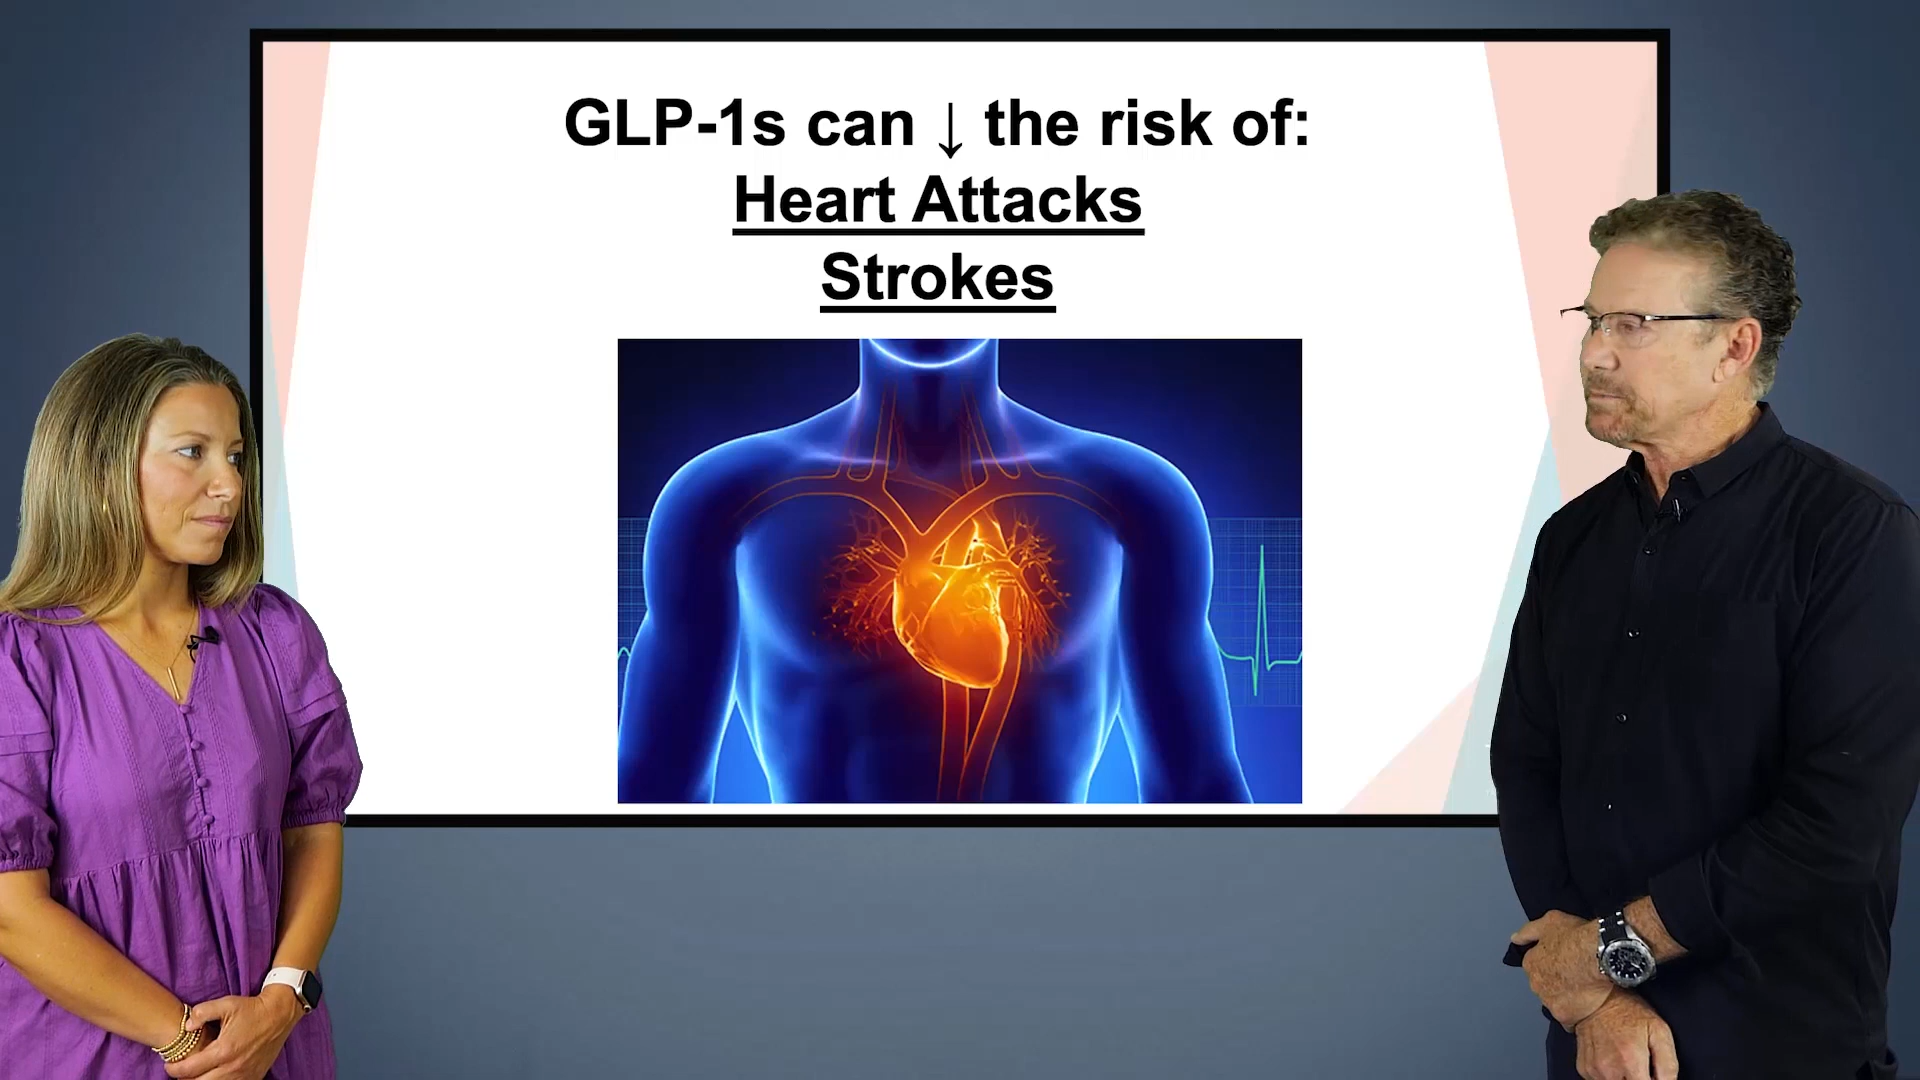 GLP-1s can ↓ the risk of:
Heart Attacks
Strokes